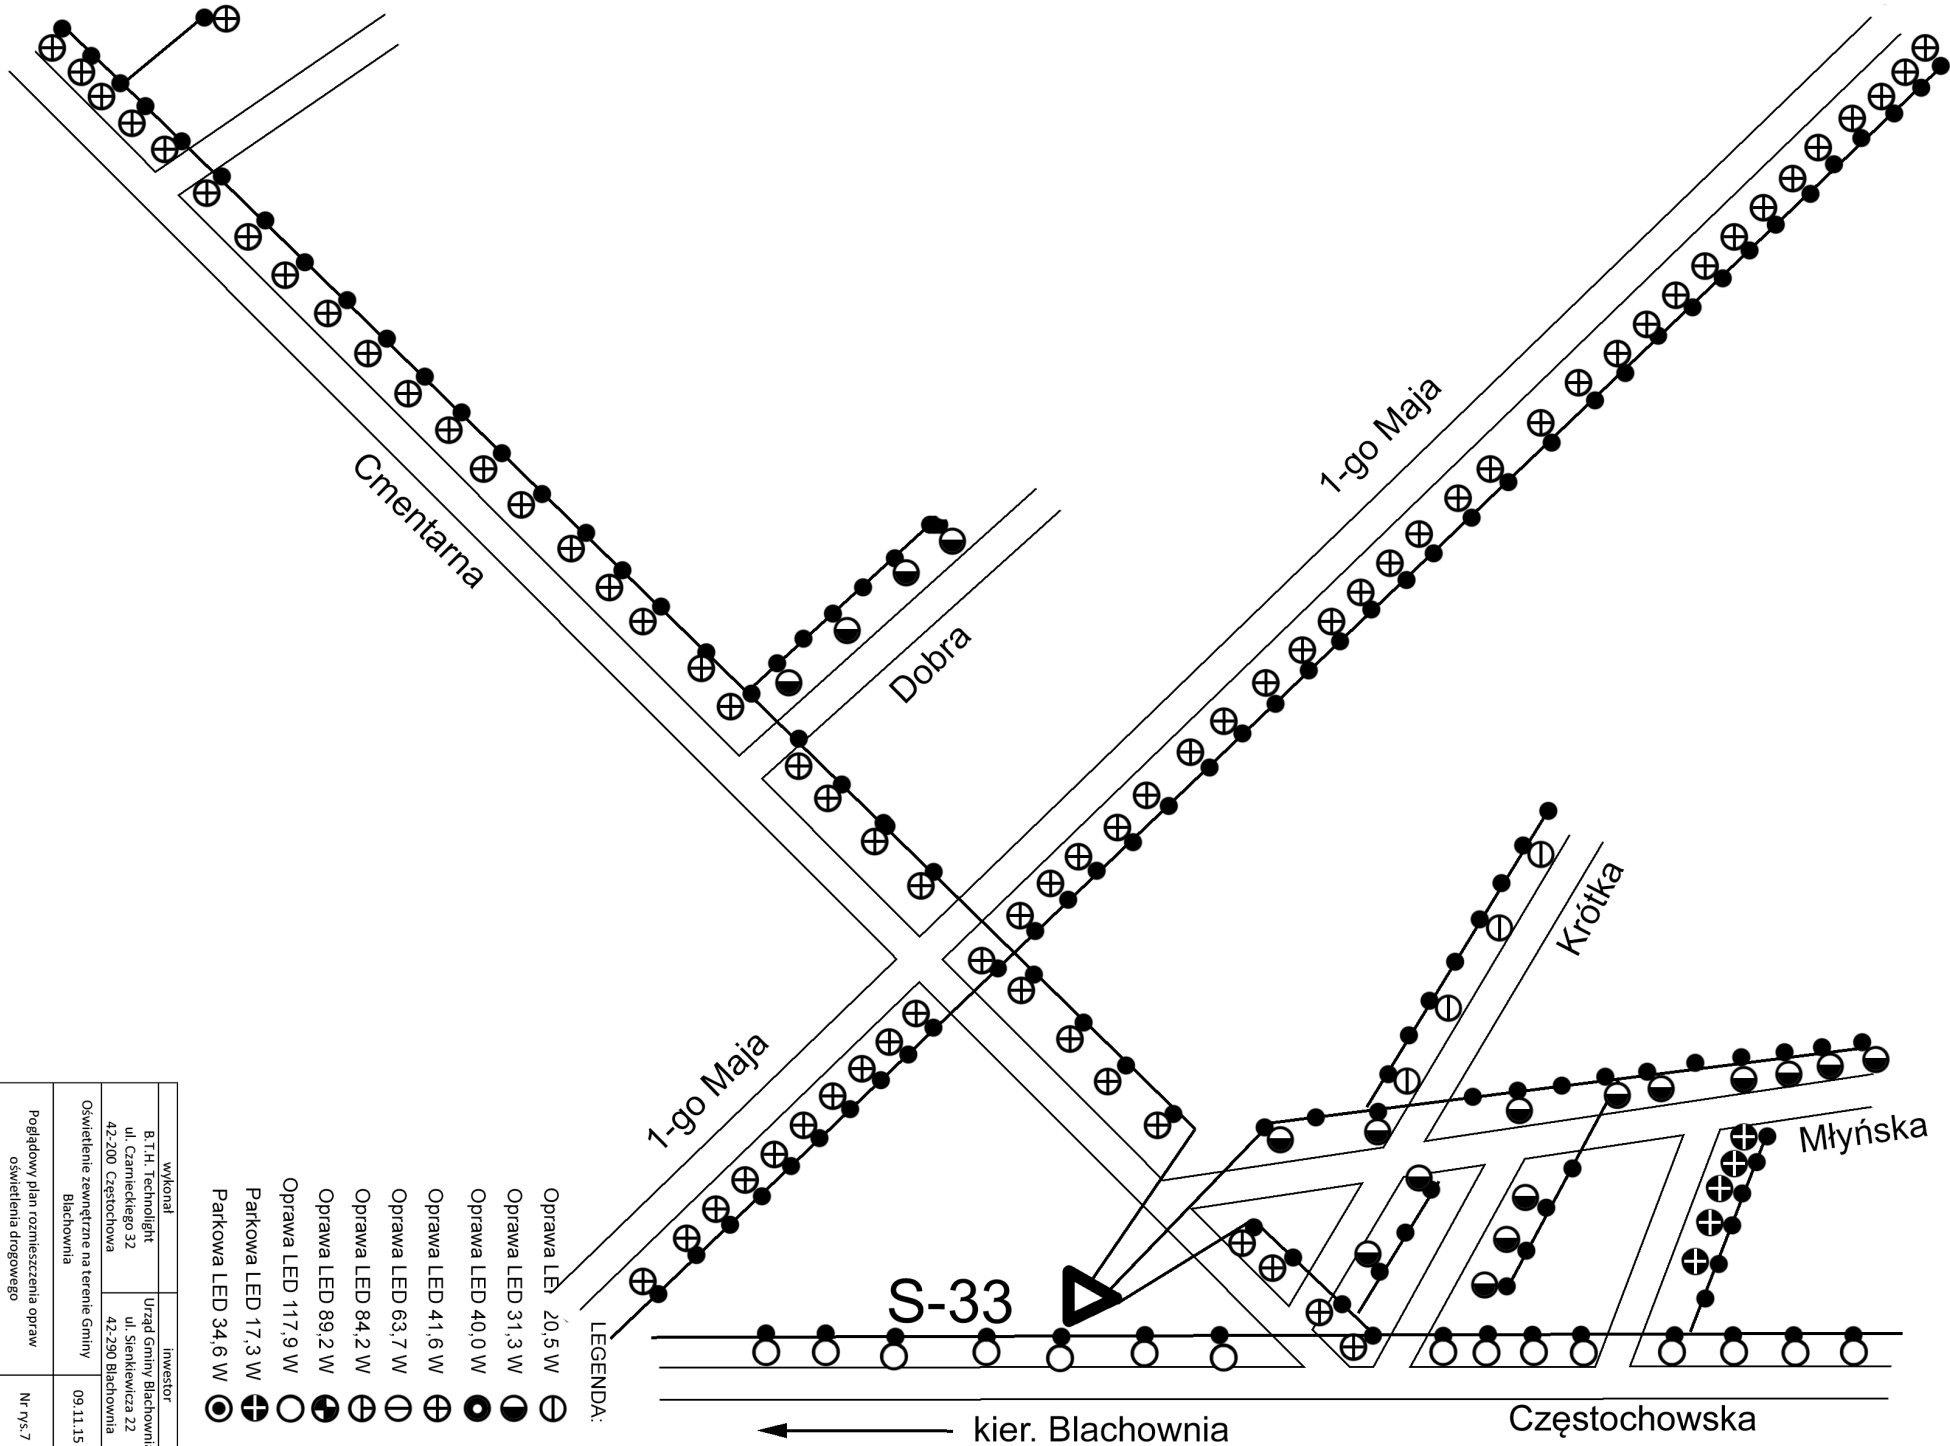 Cmentarna
Dobra
1-go Maja
1-go Maja
Krótka
Młyńska
S-33
Częstochowska
kier. Blachownia
LEGENDA:
20,5 W
Oprawa LED 31,3 W
Oprawa LED 40,0 W
Oprawa LED 41,6 W
Oprawa LED 63,7 W
Oprawa LED 84,2 W
Oprawa LED 89,2 W
Oprawa LED 117,9 W
Parkowa LED 17,3 W
Parkowa LED 34,6 W
wykonał
B.T.H. Technolight
ul. Czarnieckiego 32
42-200 Częstochowa
inwestor
Urząd Gminy Blachowni
ul. Sienkiewicza 22
42-290 Blachownia
Oświetlenie zewnętrzne na terenie Gminy
Blachownia
09.11.15
Poglądowy plan rozmieszczenia opraw
oświetlenia drogowego
Nr rys.7